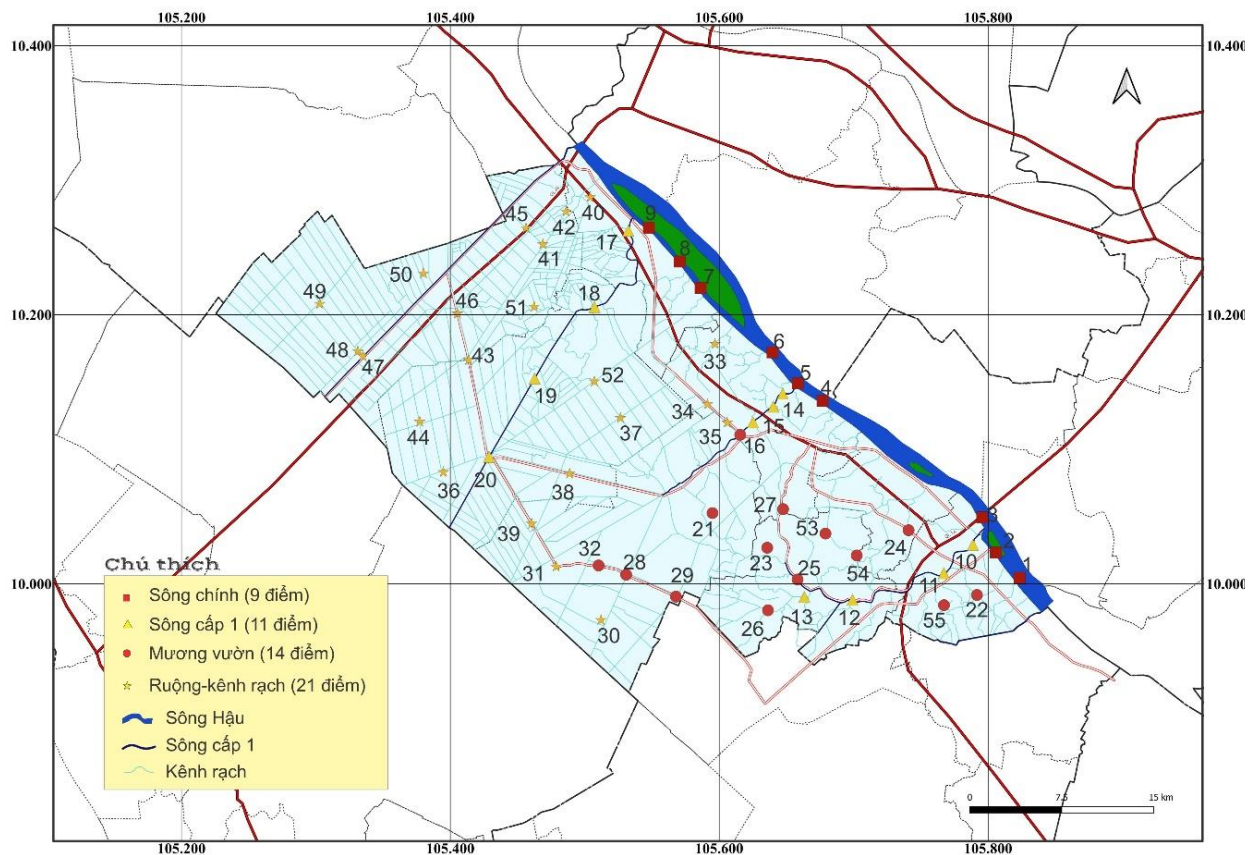 105.200 105.400 105.600 105.800
10.400 10.400
45 42 40 9
17
41 8
50 7
49 46 51 18
10.200 10.200
48 43 33 6
47 52 5 4
19 34 14
44 37 35 15
16
36 20 38
27
39 21 53 3
23 24 10 2
32 28 54
31 29 25 11 1
10.000 10.000
30 26 13 12 55 22
Chú thích
Sông chính (9 điểm)
Sông cấp 1 (11 điểm)
Mương vườn (14 điểm)
Ruộng-kênh rạch (21 điểm)
Sông Hậu
Sông cấp 1
Kênh rạch
0 7.5 15 km
105.200 105.400 105.600 105.800